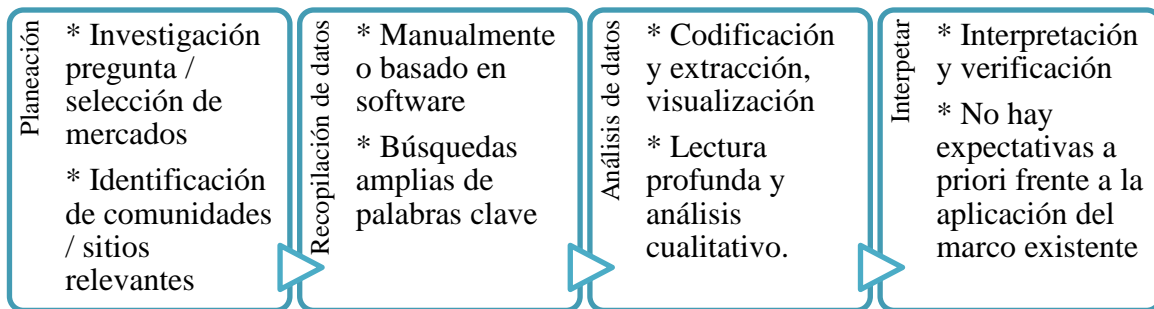 Planeación
* Investigación
pregunta /
selección de
mercados
* Identificación
de comunidades
/ sitios
relevantes
Recopilación de datos
* Manualmente
o basado en
software
* Búsquedas
amplias de
palabras clave
Análisis de datos
* Codificación
y extracción,
visualización
* Lectura
profunda y
análisis
cualitativo.
Interpetar
* Interpretación
y verificación
* No hay
expectativas a
priori frente a la
aplicación del
marco existente